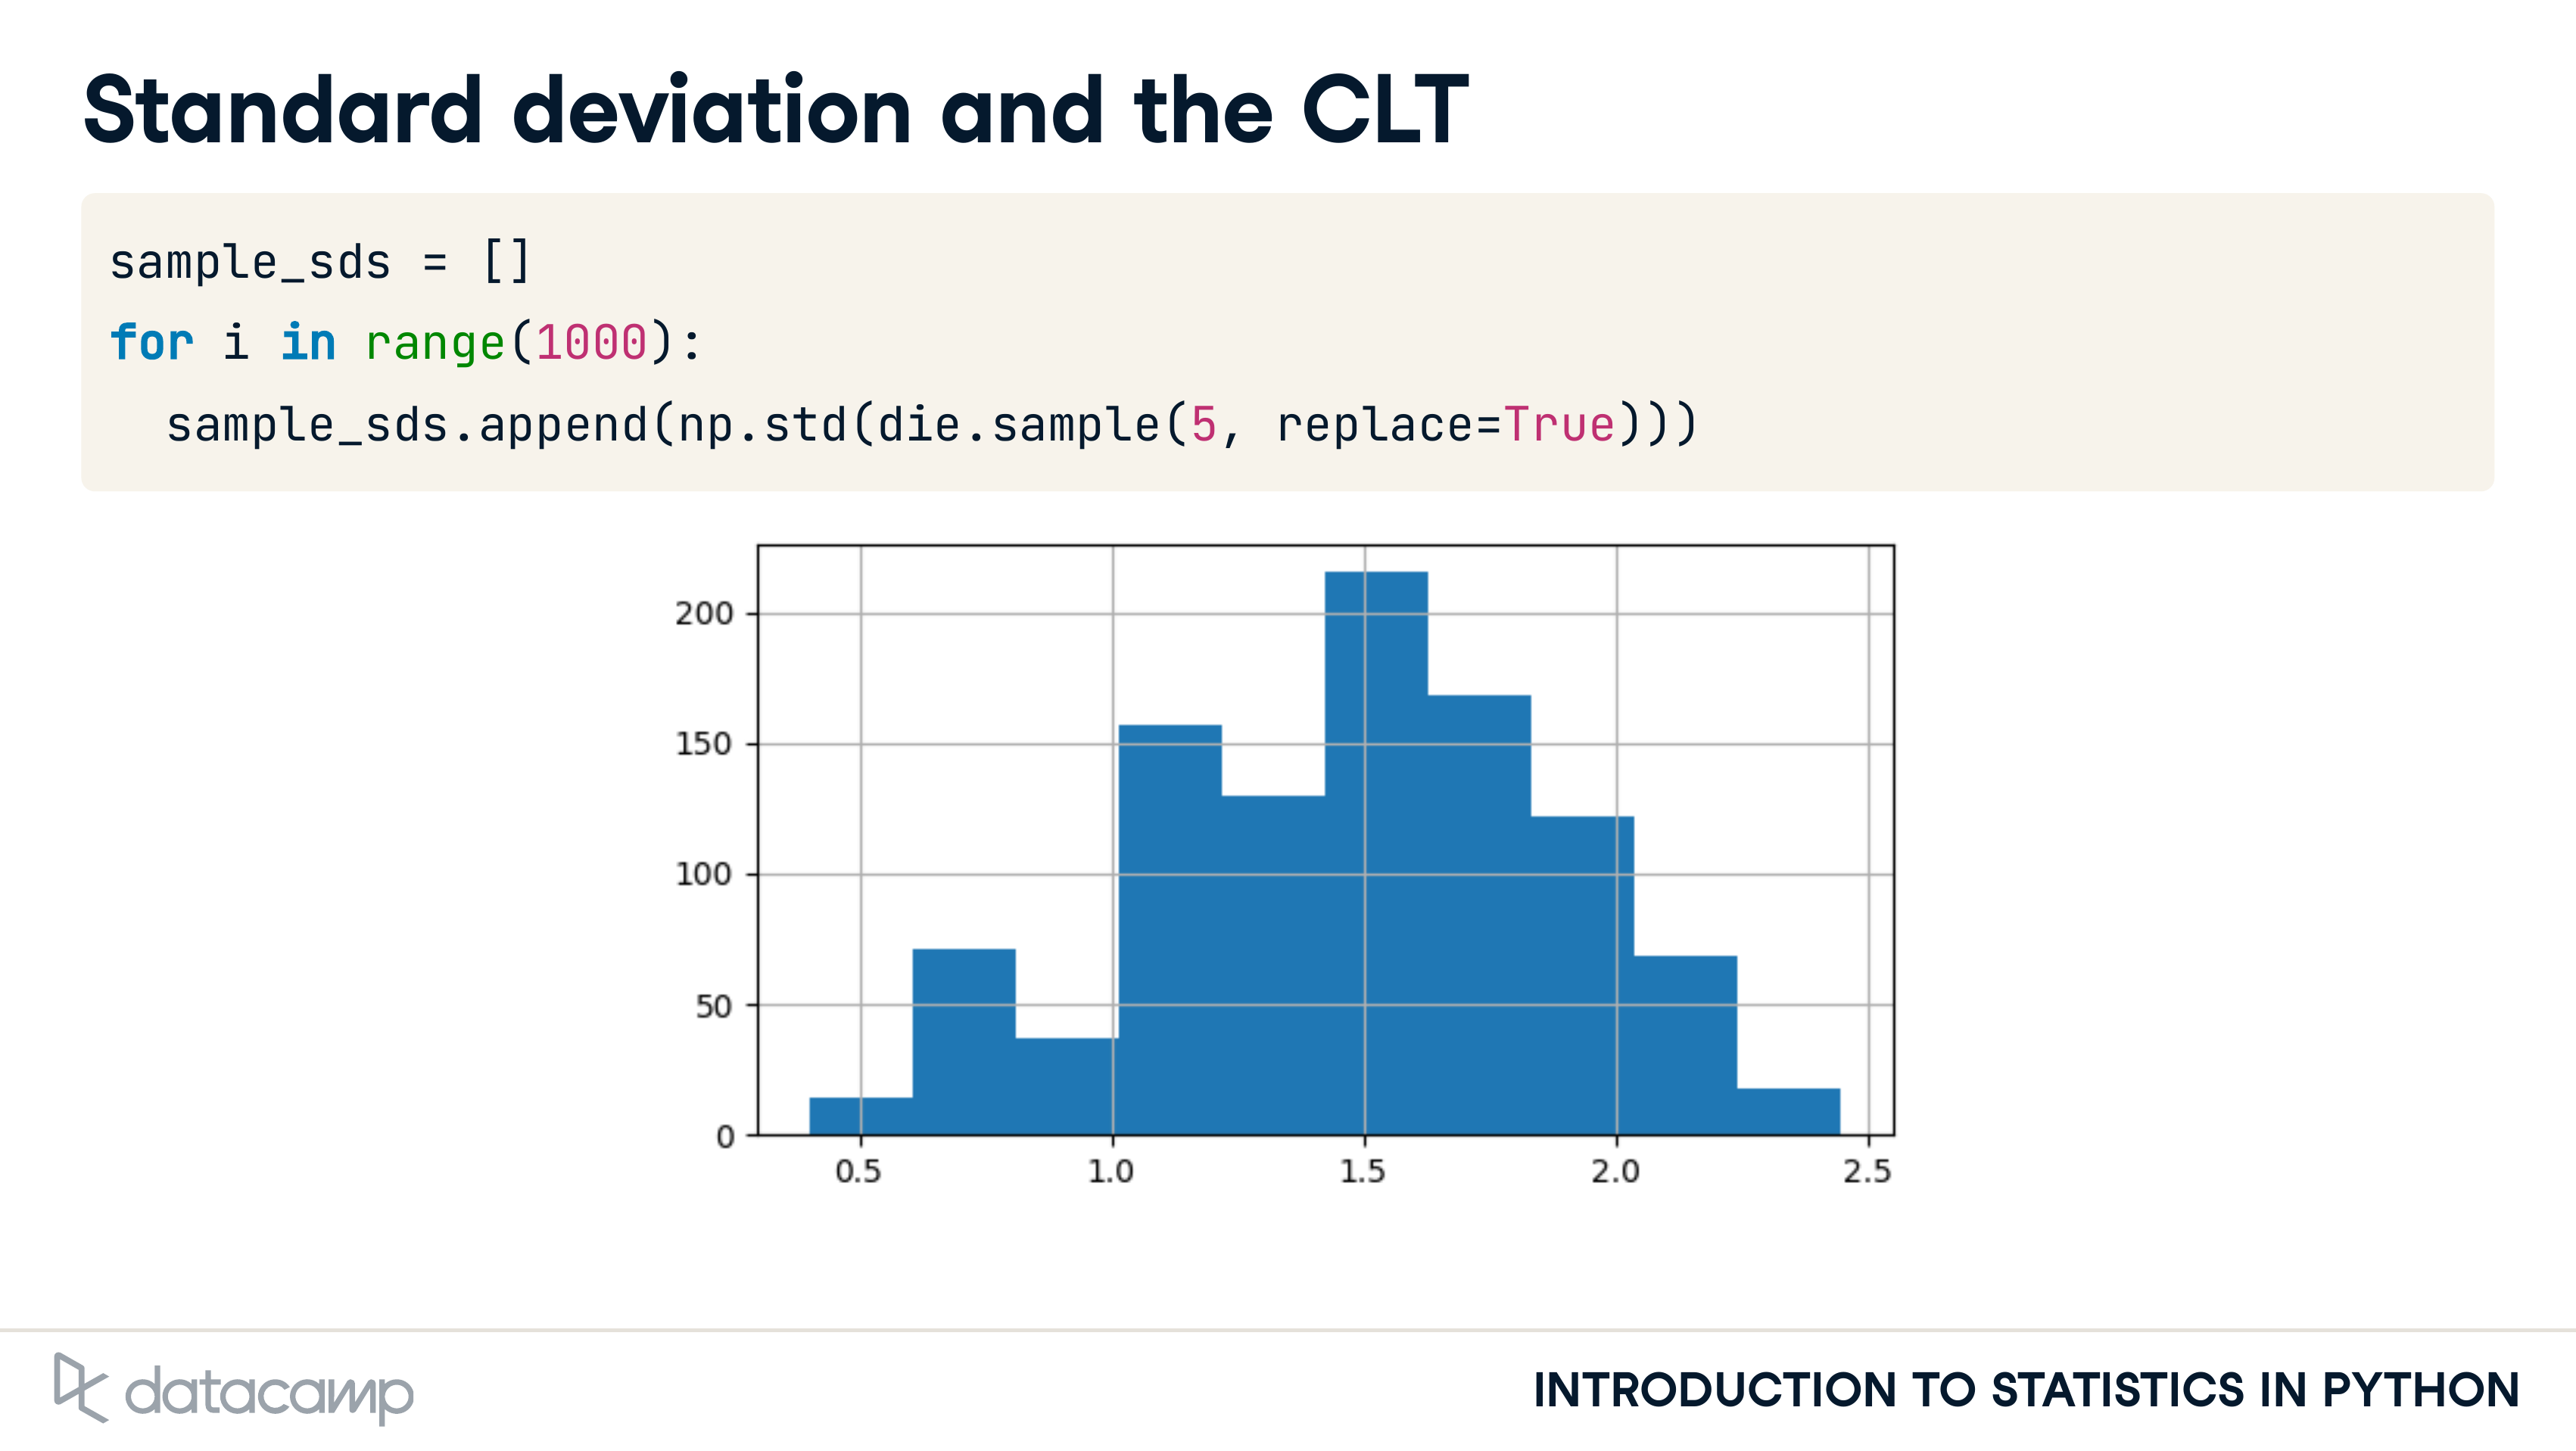 Standard deviation and the CLT
sample_sds = []
for i in range(1000):
  sample_sds.append(np.std(die.sample(5, replace=True)))
200
150
100
50
0
0.5 1.0 1.5 2.0 2.5
datacamp
INTRODUCTION TO STATISTICS IN PYTHON